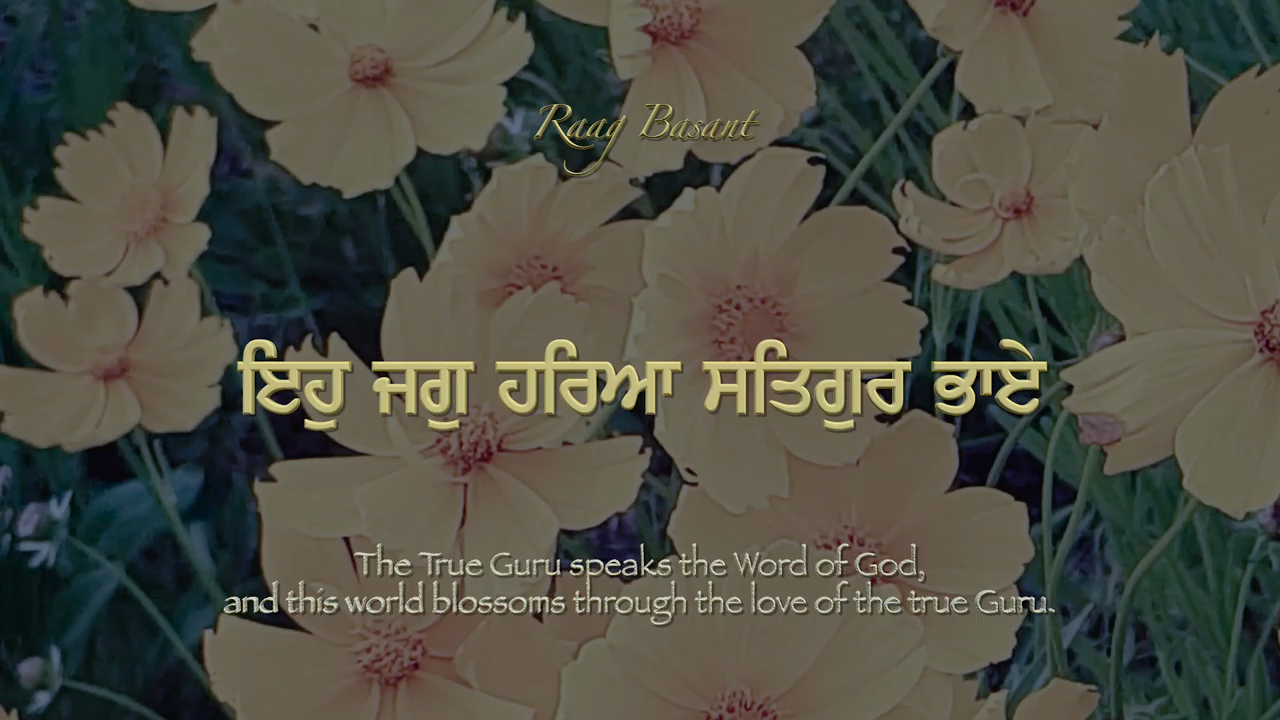 Raag Basant
ਇਹੁ ਜਗੁ ਹਰਿਆ ਸਤਿਗੁਰ ਭਾਏ
The True Guru speaks the Word of God,
and this world blossoms through the love of the true Guru.